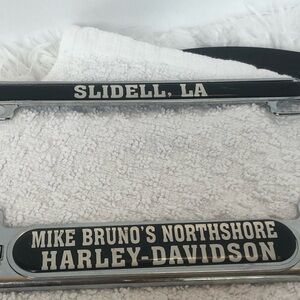 SLIDELL, LA
MIKE BRUNO'S NORTHSHORE
HARLEY-DAVIDSON